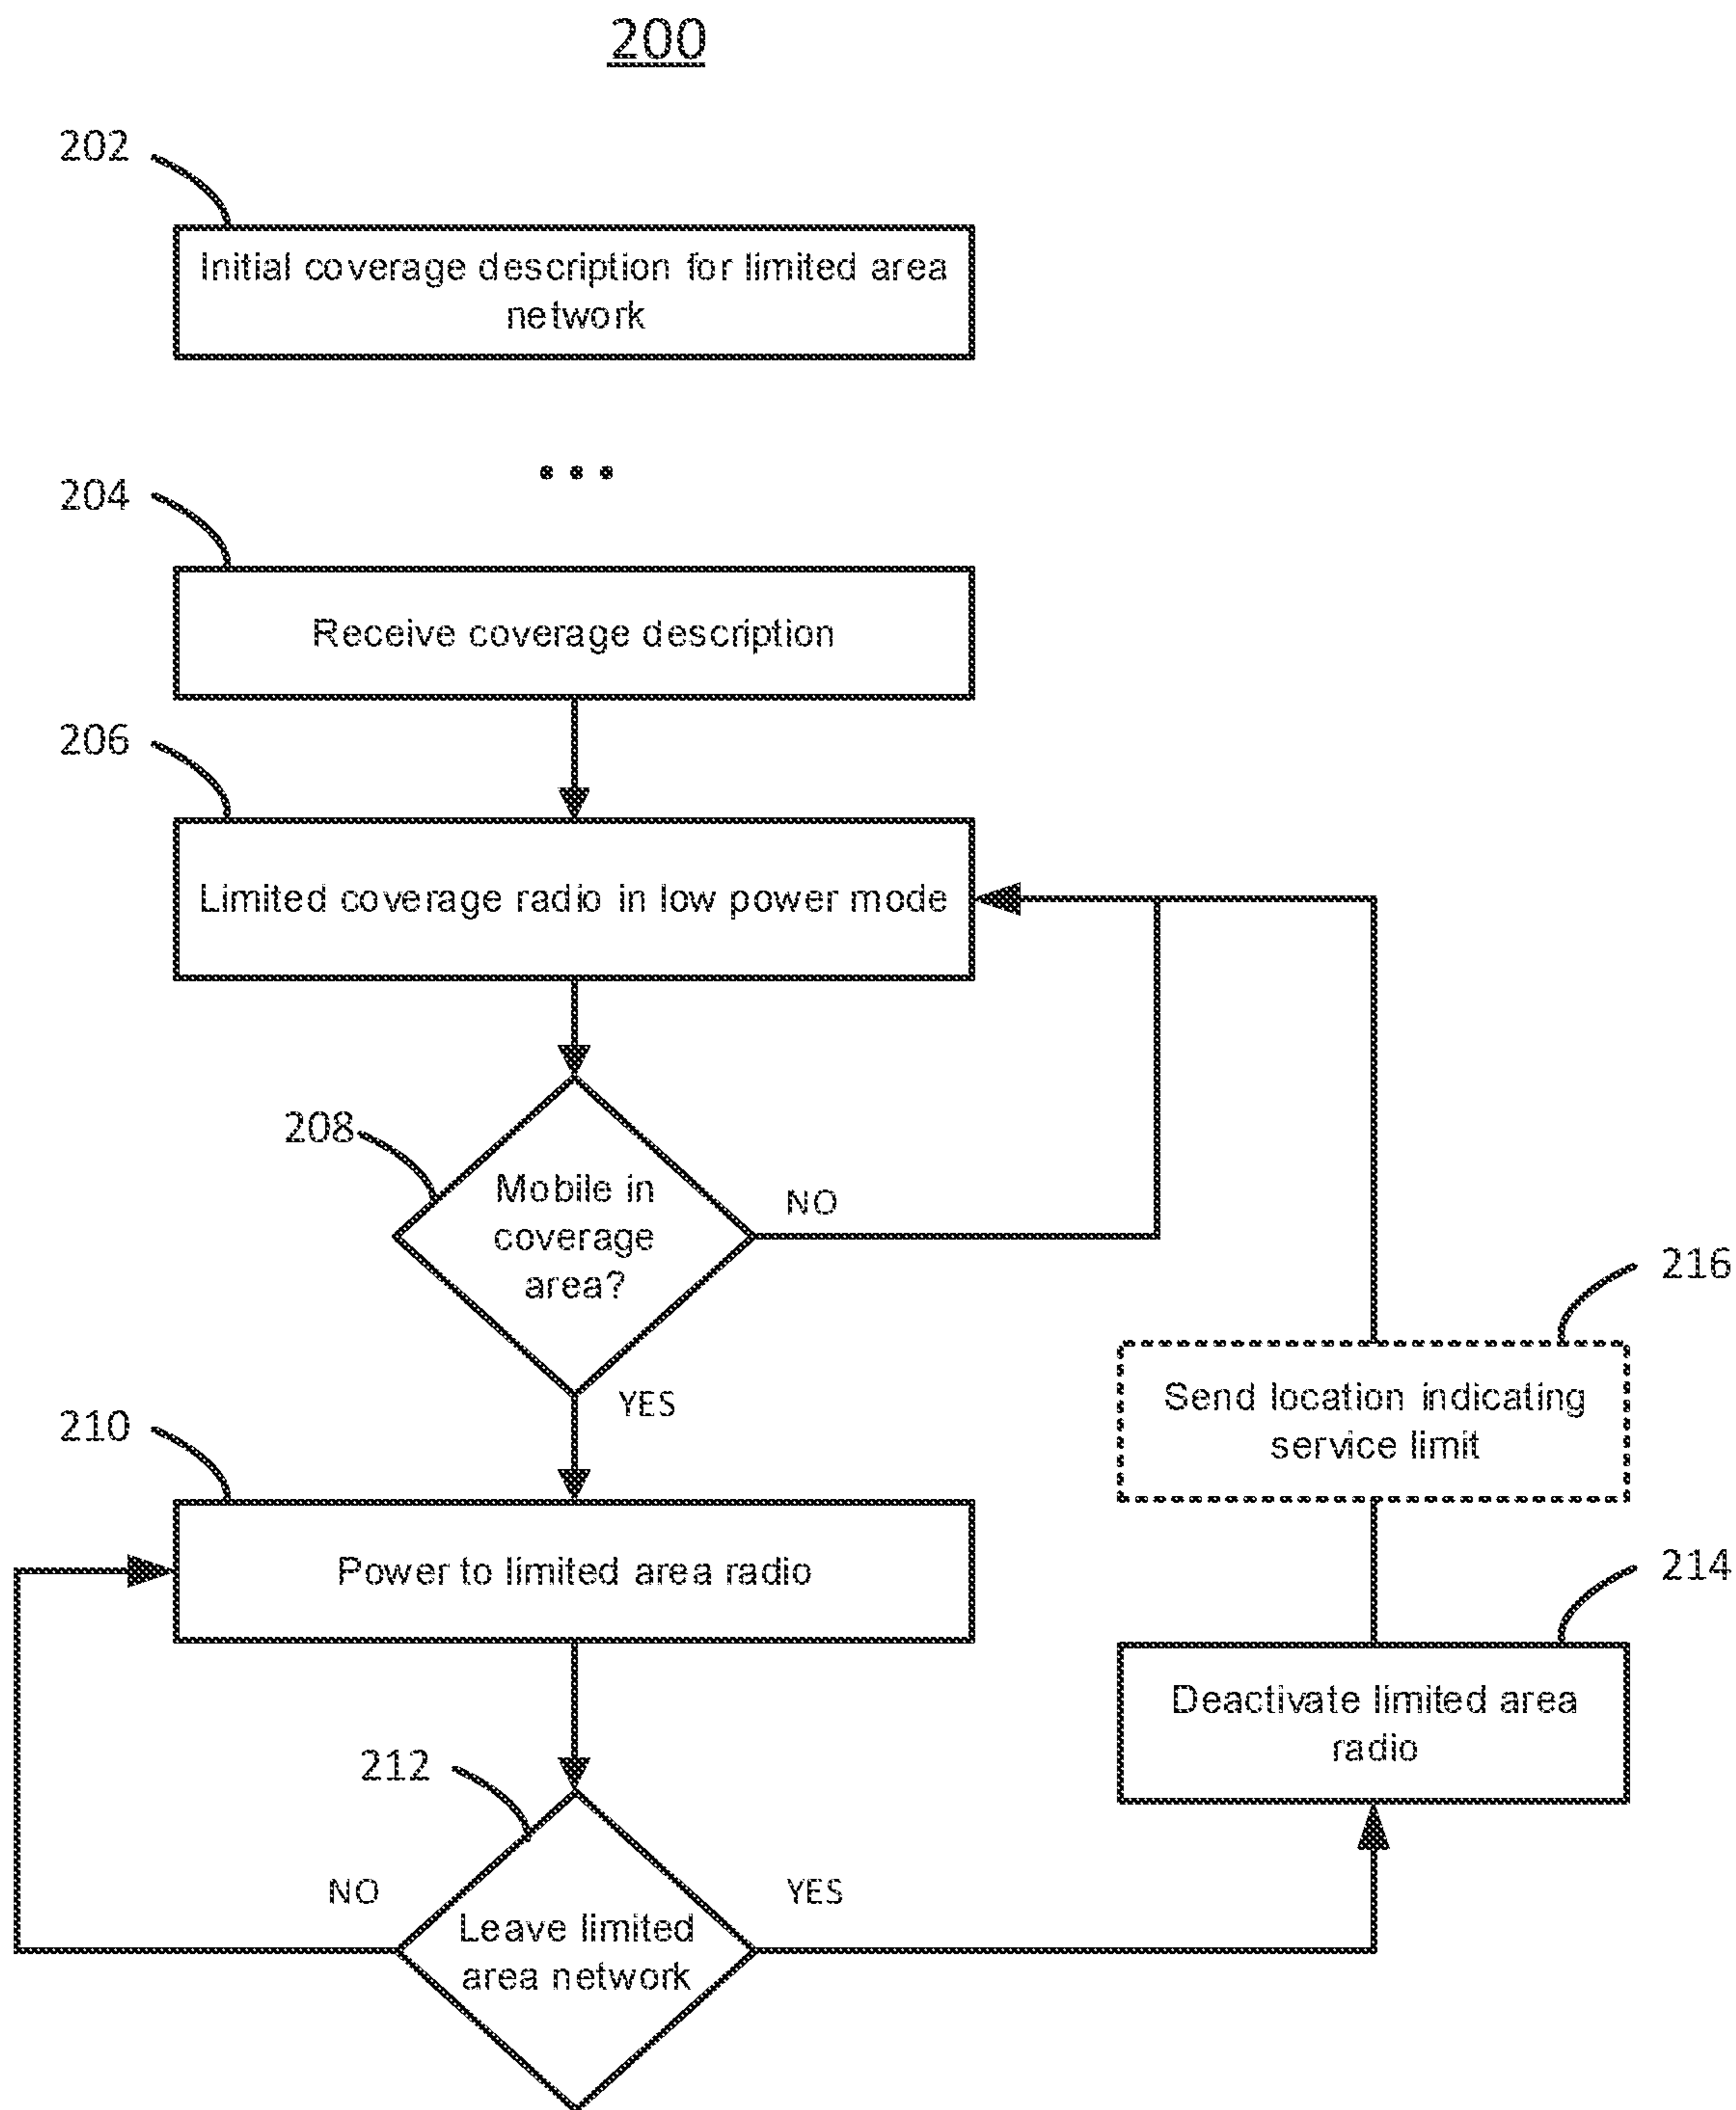 200
202
Initial coverage description for limited area
network
...
204
Receive coverage description
206
Limited coverage radio in low power mode
208
Mobile in
coverage
area?
NO
YES
216
Send location indicating
service limit
210
Power to limited area radio
214
Deactivate limited area
radio
212
NO
YES
Leave limited
area network